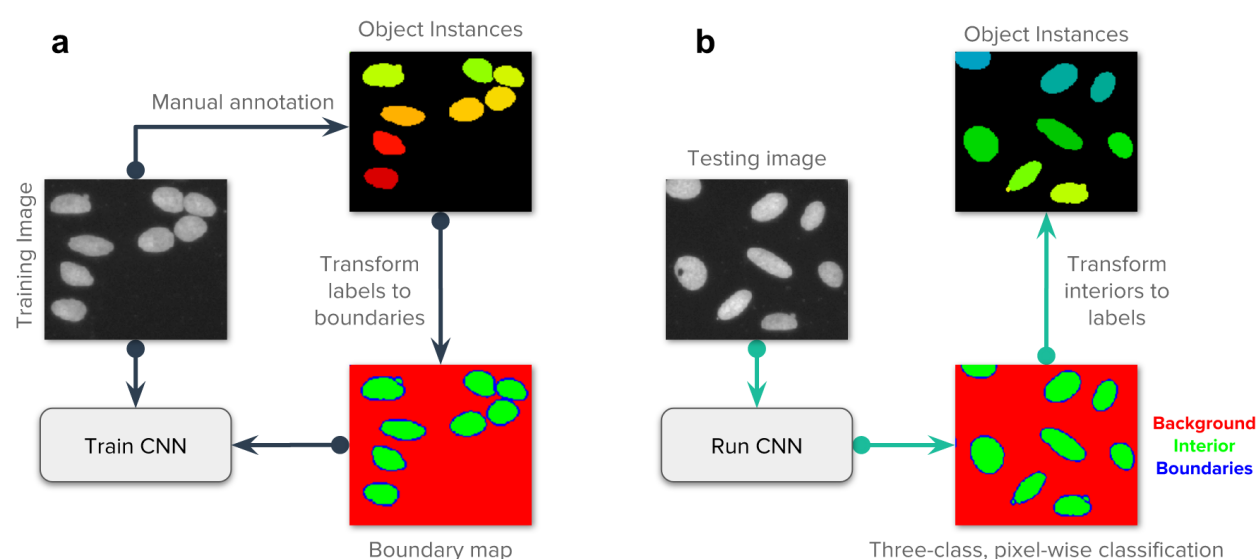 a
Object Instances
Manual annotation
Training Image
Transform
labels to
boundaries
Train CNN
Boundary map
b
Object Instances
Testing image
Transform
interiors to
labels
Run CNN
Background
Interior
Boundaries
Three-class, pixel-wise classification